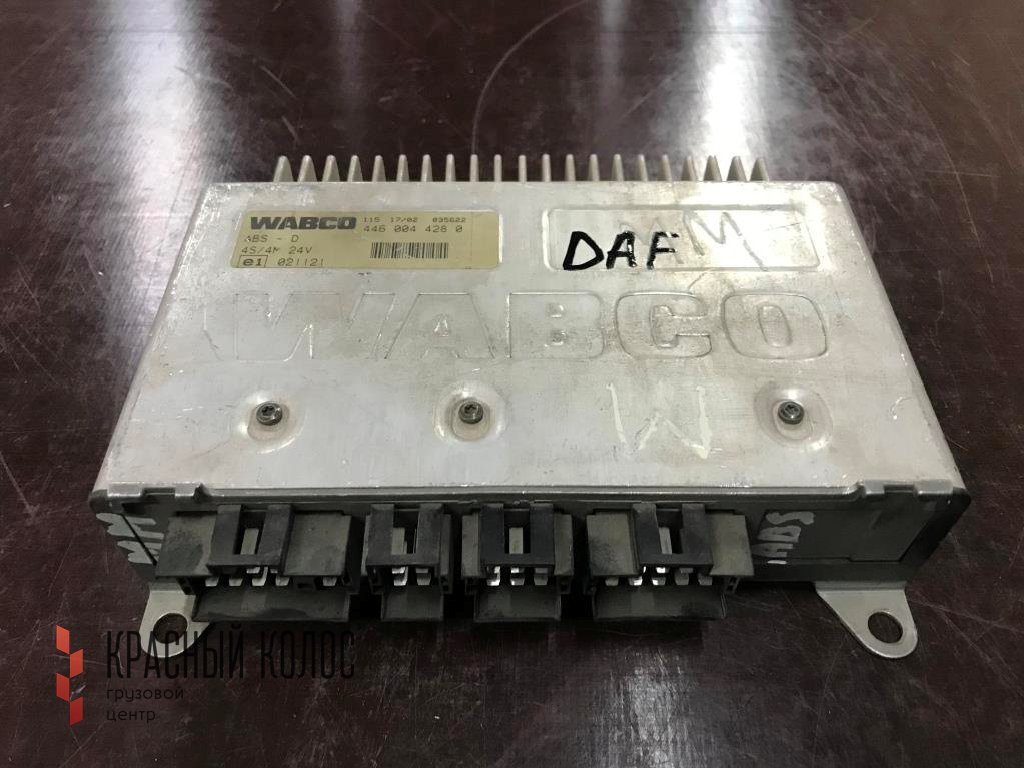 WABCO 115 17/02 035622
446 004 428 0
ABS - D
4S/4M 24V
e1 021121
DAF
WABCO
ABS
КРАСНЫЙ КОЛОС
грузовой
центр